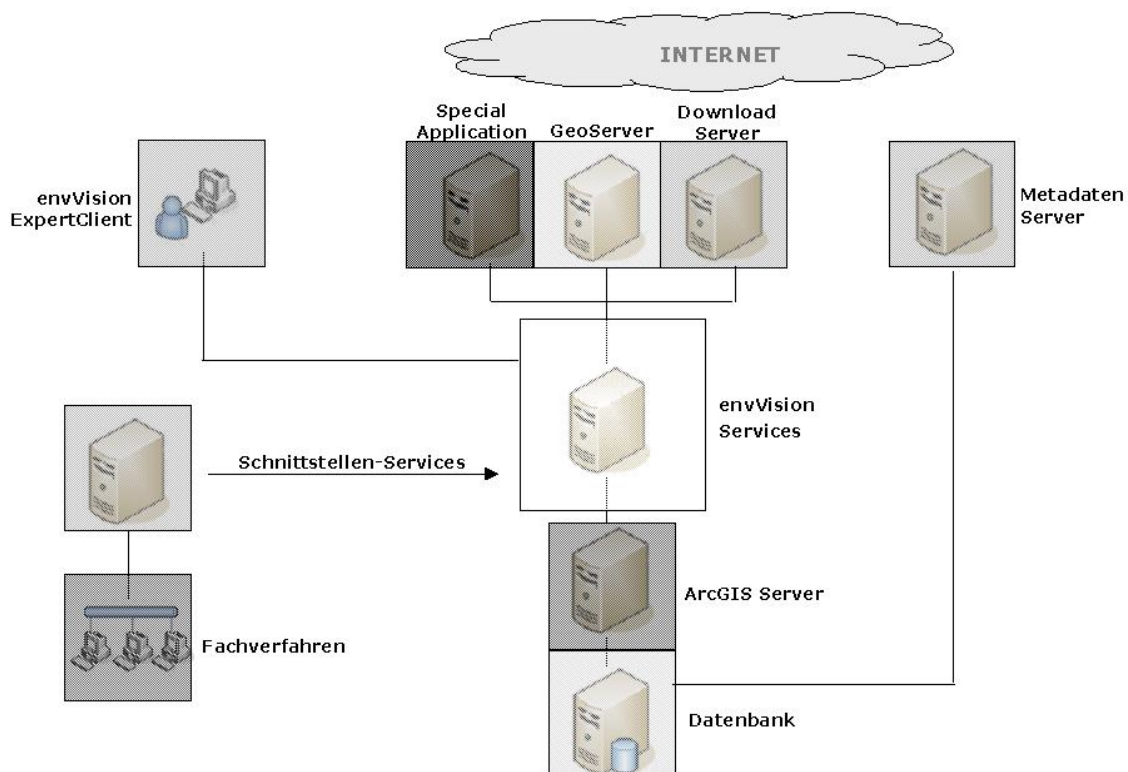 INTERNET
Special
Application
GeoServer
Download
Server
envVision
ExpertClient
Metadaten
Server
envVision
Services
Schnittstellen-Services
ArcGIS Server
Fachverfahren
Datenbank